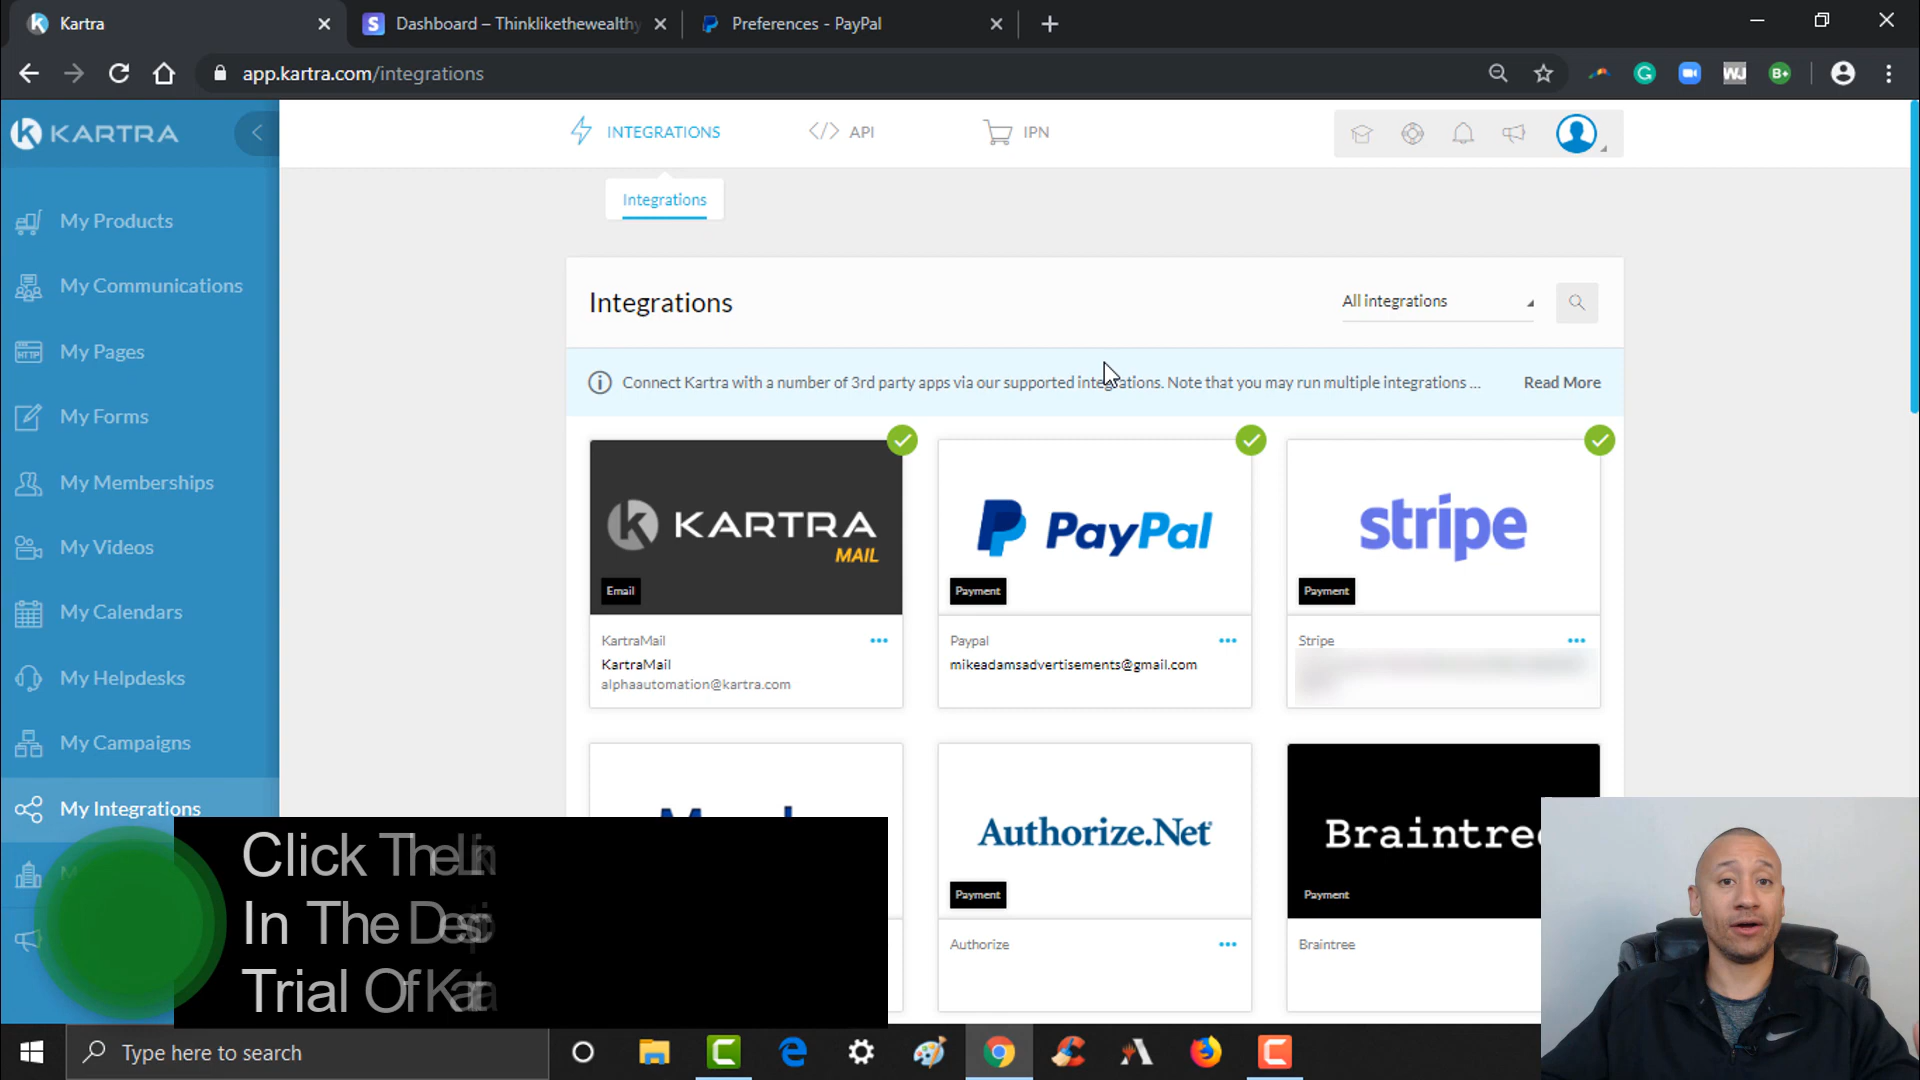 Kartra
Dashboard – Thinklikethewealthy
Preferences - PayPal
app.kartra.com/integrations
KARTRA
INTEGRATIONS
API
IPN
Integrations
My Products
My Communications
My Pages
My Forms
My Memberships
My Videos
My Calendars
My Helpdesks
My Campaigns
My Integrations
Integrations
All integrations
Connect Kartra with a number of 3rd party apps via our supported integrations. Note that you may run multiple integrations ...
Read More
KARTRA
MAIL
Email
KartraMail
KartraMail
alphaautomation@kartra.com
PayPal
Payment
Paypal
mikeadamsadvertisements@gmail.com
stripe
Payment
Stripe
Authorize.Net
Payment
Authorize
Braintree
Payment
Braintree
Click The
In The
Trial Of
Type here to search